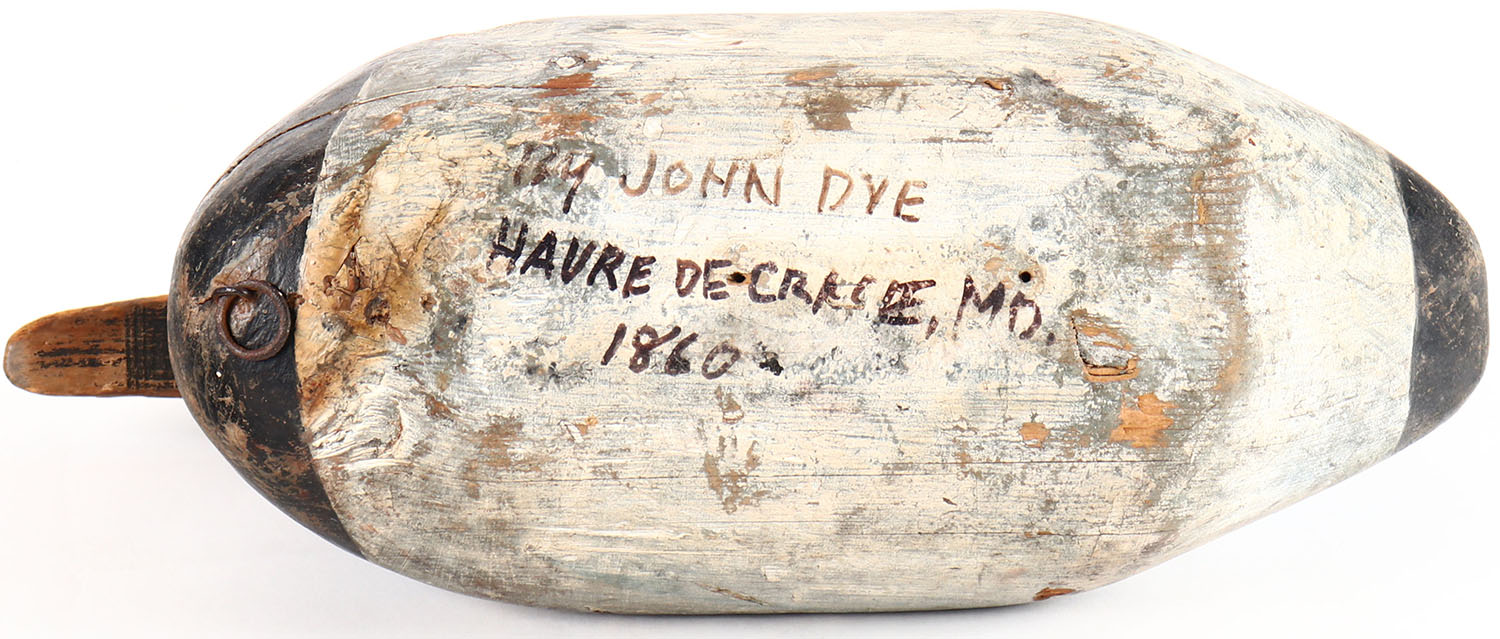 BY JOHN DYE
HAVRE DE-GRACE, MD.
1860